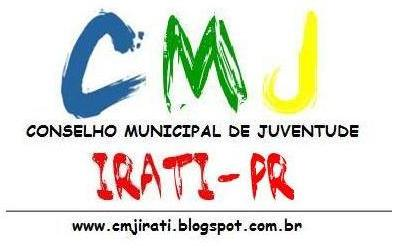 CMJ
CONSELHO MUNICIPAL DE JUVENTUDE
IRATI-PR
www.cmjirati.blogspot.com.br